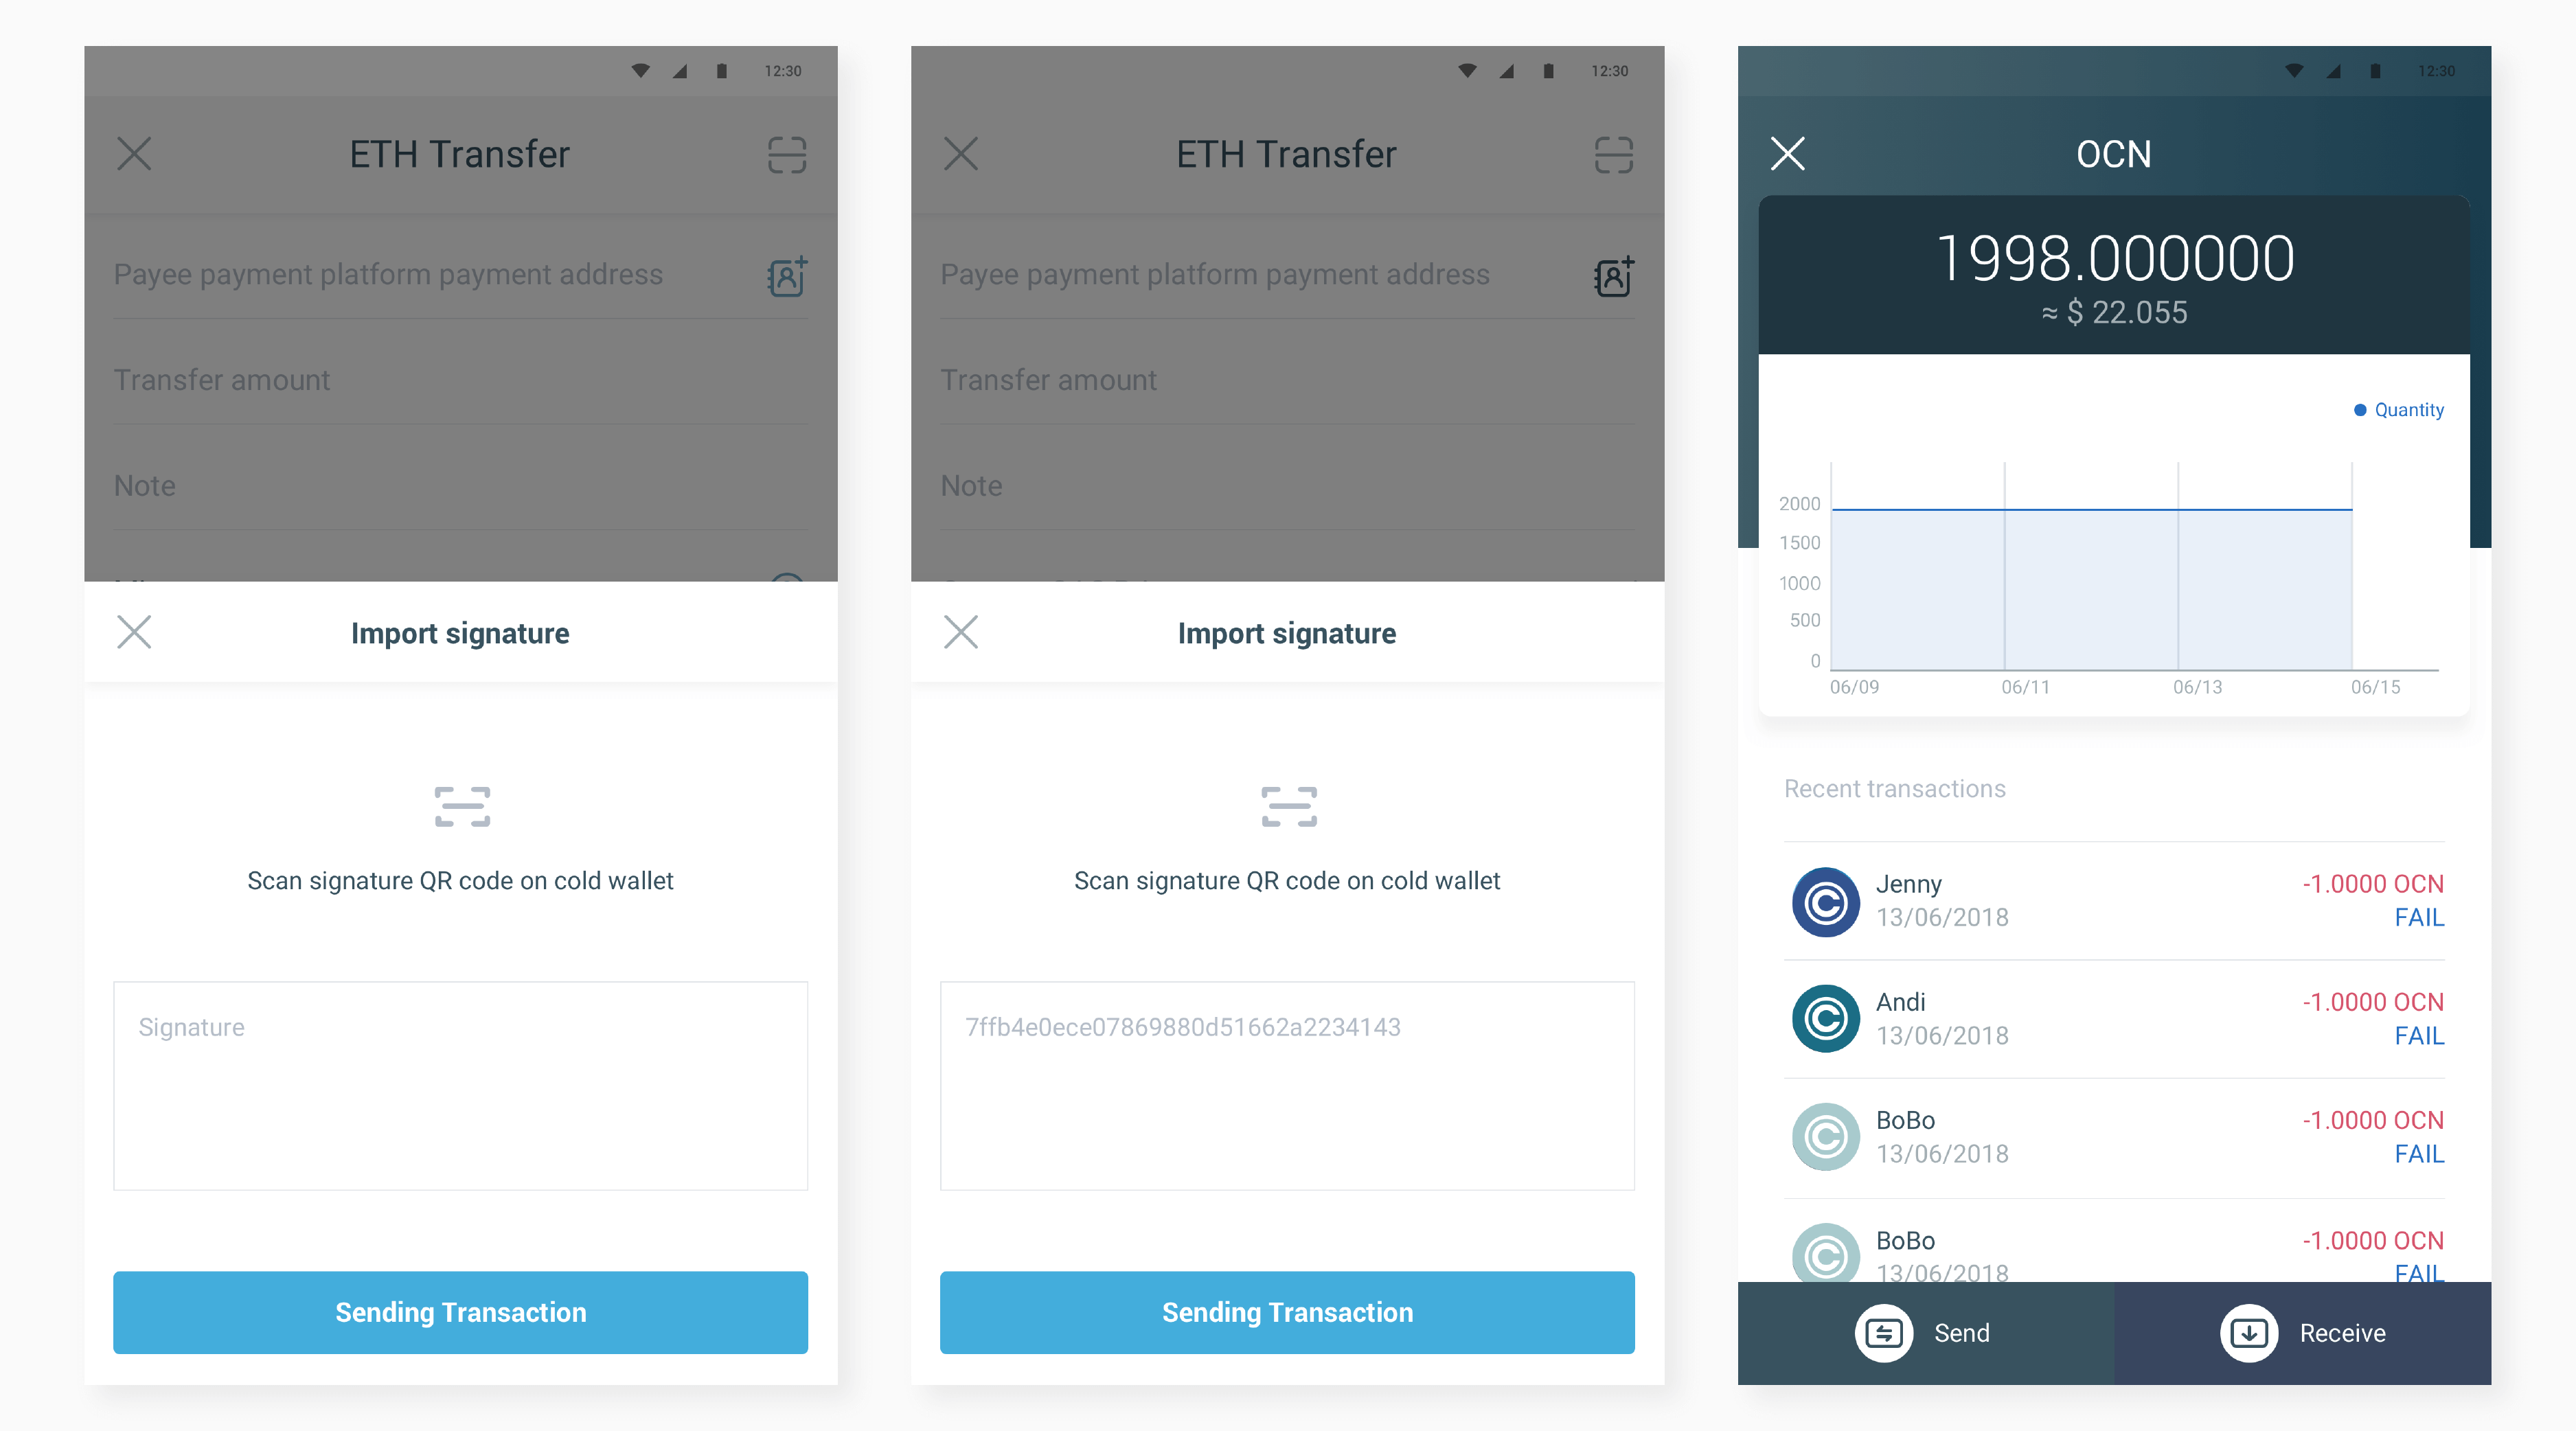 12:30
ETH Transfer
Payee payment platform payment address
Transfer amount
Note
Import signature
Scan signature QR code on cold wallet
Signature
Sending Transaction
12:30
ETH Transfer
Payee payment platform payment address
Transfer amount
Note
Import signature
Scan signature QR code on cold wallet
7ffb4e0ece07869880d51662a2234143
Sending Transaction
12:30
OCN
1998.000000
≈ $ 22.055
Quantity
2000
1500
1000
500
0
06/09 06/11 06/13 06/15
Recent transactions
Jenny -1.0000 OCN
13/06/2018 FAIL
Andi -1.0000 OCN
13/06/2018 FAIL
BoBo -1.0000 OCN
13/06/2018 FAIL
BoBo -1.0000 OCN
13/06/2018 FAIL
Send Receive